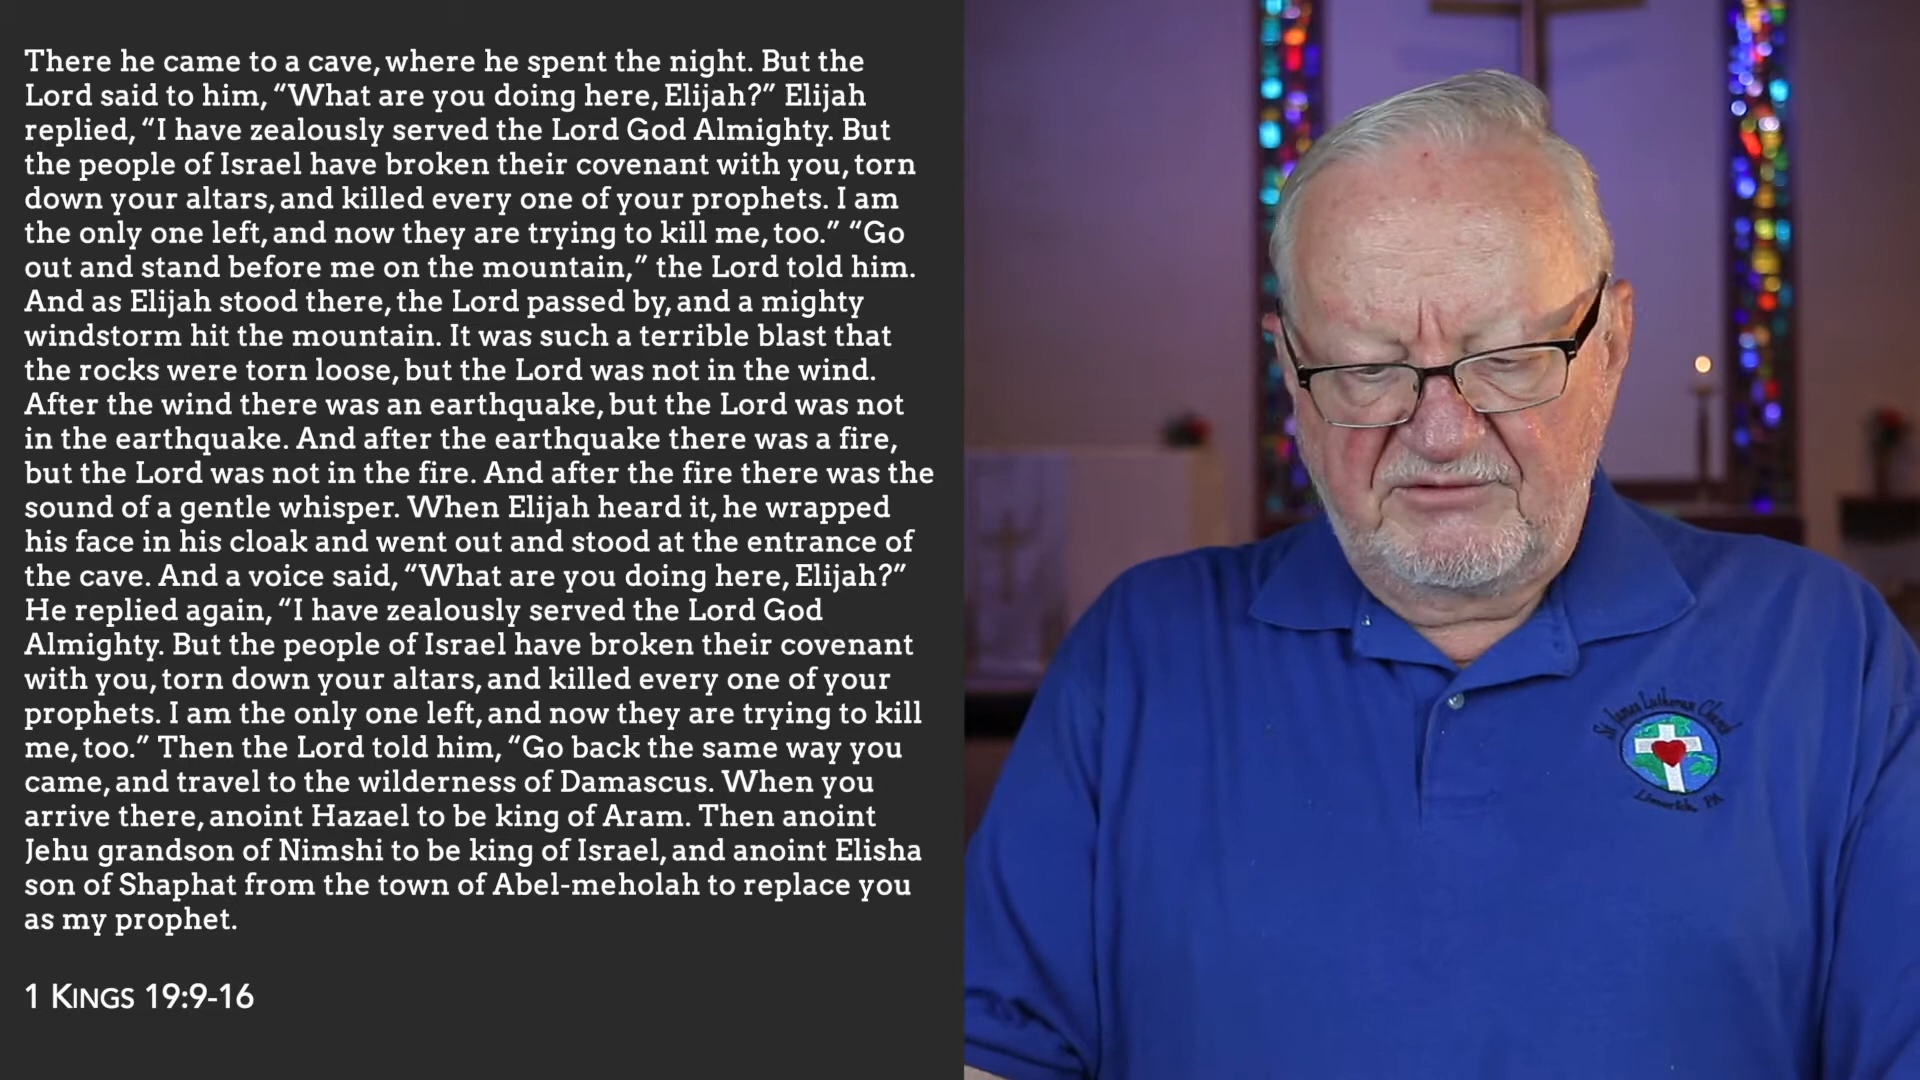 There he came to a cave, where he spent the night. But the
Lord said to him, “What are you doing here, Elijah?” Elijah
replied, “I have zealously served the Lord God Almighty. But
the people of Israel have broken their covenant with you, torn
down your altars, and killed every one of your prophets. I am
the only one left, and now they are trying to kill me, too.” “Go
out and stand before me on the mountain,” the Lord told him.
And as Elijah stood there, the Lord passed by, and a mighty
windstorm hit the mountain. It was such a terrible blast that
the rocks were torn loose, but the Lord was not in the wind.
After the wind there was an earthquake, but the Lord was not
in the earthquake. And after the earthquake there was a fire,
but the Lord was not in the fire. And after the fire there was the
sound of a gentle whisper. When Elijah heard it, he wrapped
his face in his cloak and went out and stood at the entrance of
the cave. And a voice said, “What are you doing here, Elijah?”
He replied again, “I have zealously served the Lord God
Almighty. But the people of Israel have broken their covenant
with you, torn down your altars, and killed every one of your
prophets. I am the only one left, and now they are trying to kill
me, too.” Then the Lord told him, “Go back the same way you
came, and travel to the wilderness of Damascus. When you
arrive there, anoint Hazael to be king of Aram. Then anoint
Jehu grandson of Nimshi to be king of Israel, and anoint Elisha
son of Shaphat from the town of Abel-meholah to replace you
as my prophet.
1 KINGS 19:9-16
St James Lutheran Church
Limerick, PA